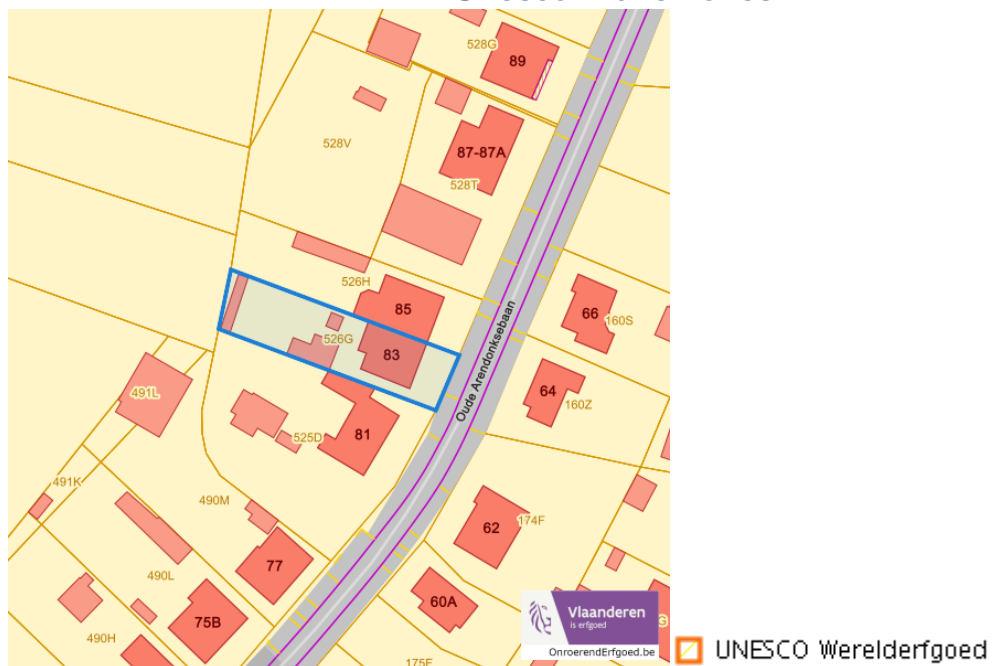 528G
89
528V
87-87A
528T
526H
85
66
160S
526G
83
Oude Arendonksebaan
64
160Z
491L
525D
81
491K
490M
62
174F
77
490L
60A
75B
490H
Vlaanderen
is erfgoed
OnroerendErfgoed.be
UNESCO Werelderfgoed